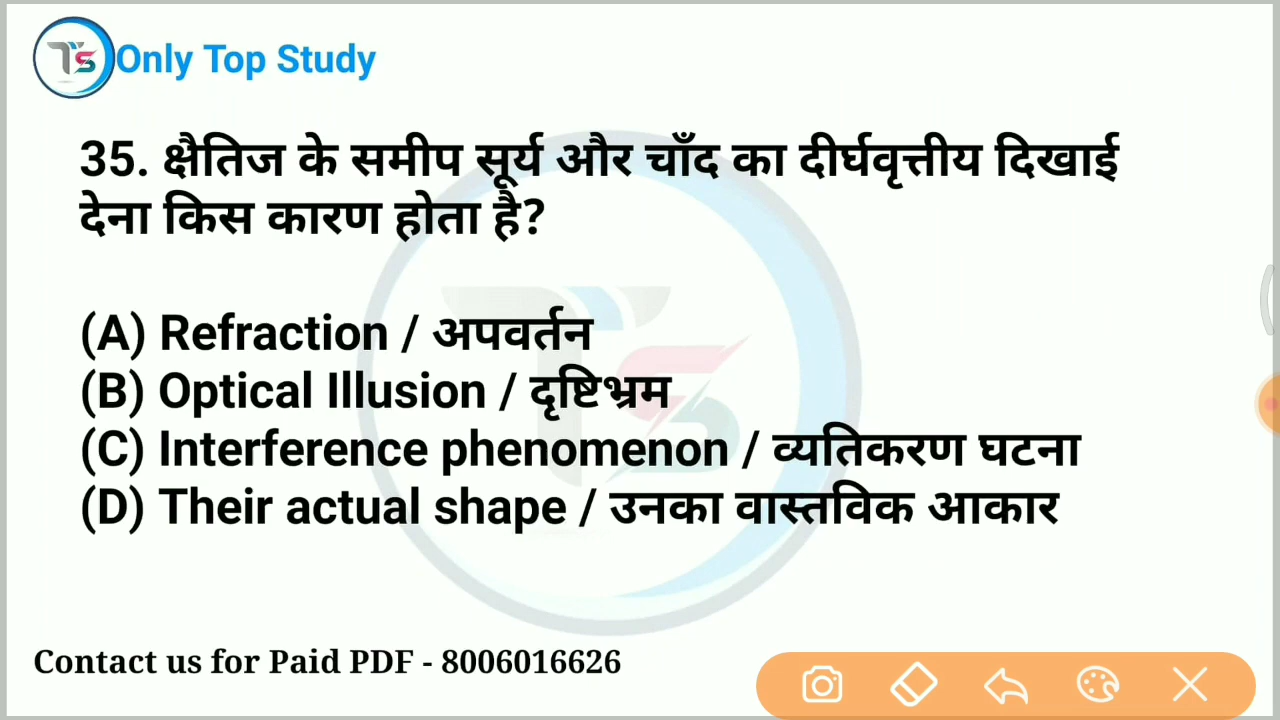 TS Only Top Study
35. क्षैतिज के समीप सूर्य और चाँद का दीर्घवृत्तीय दिखाई
देना किस कारण होता है?
(A) Refraction / अपवर्तन
(B) Optical Illusion / दृष्टिभ्रम
(C) Interference phenomenon / व्यतिकरण घटना
(D) Their actual shape / उनका वास्तविक आकार
Contact us for Paid PDF - 8006016626